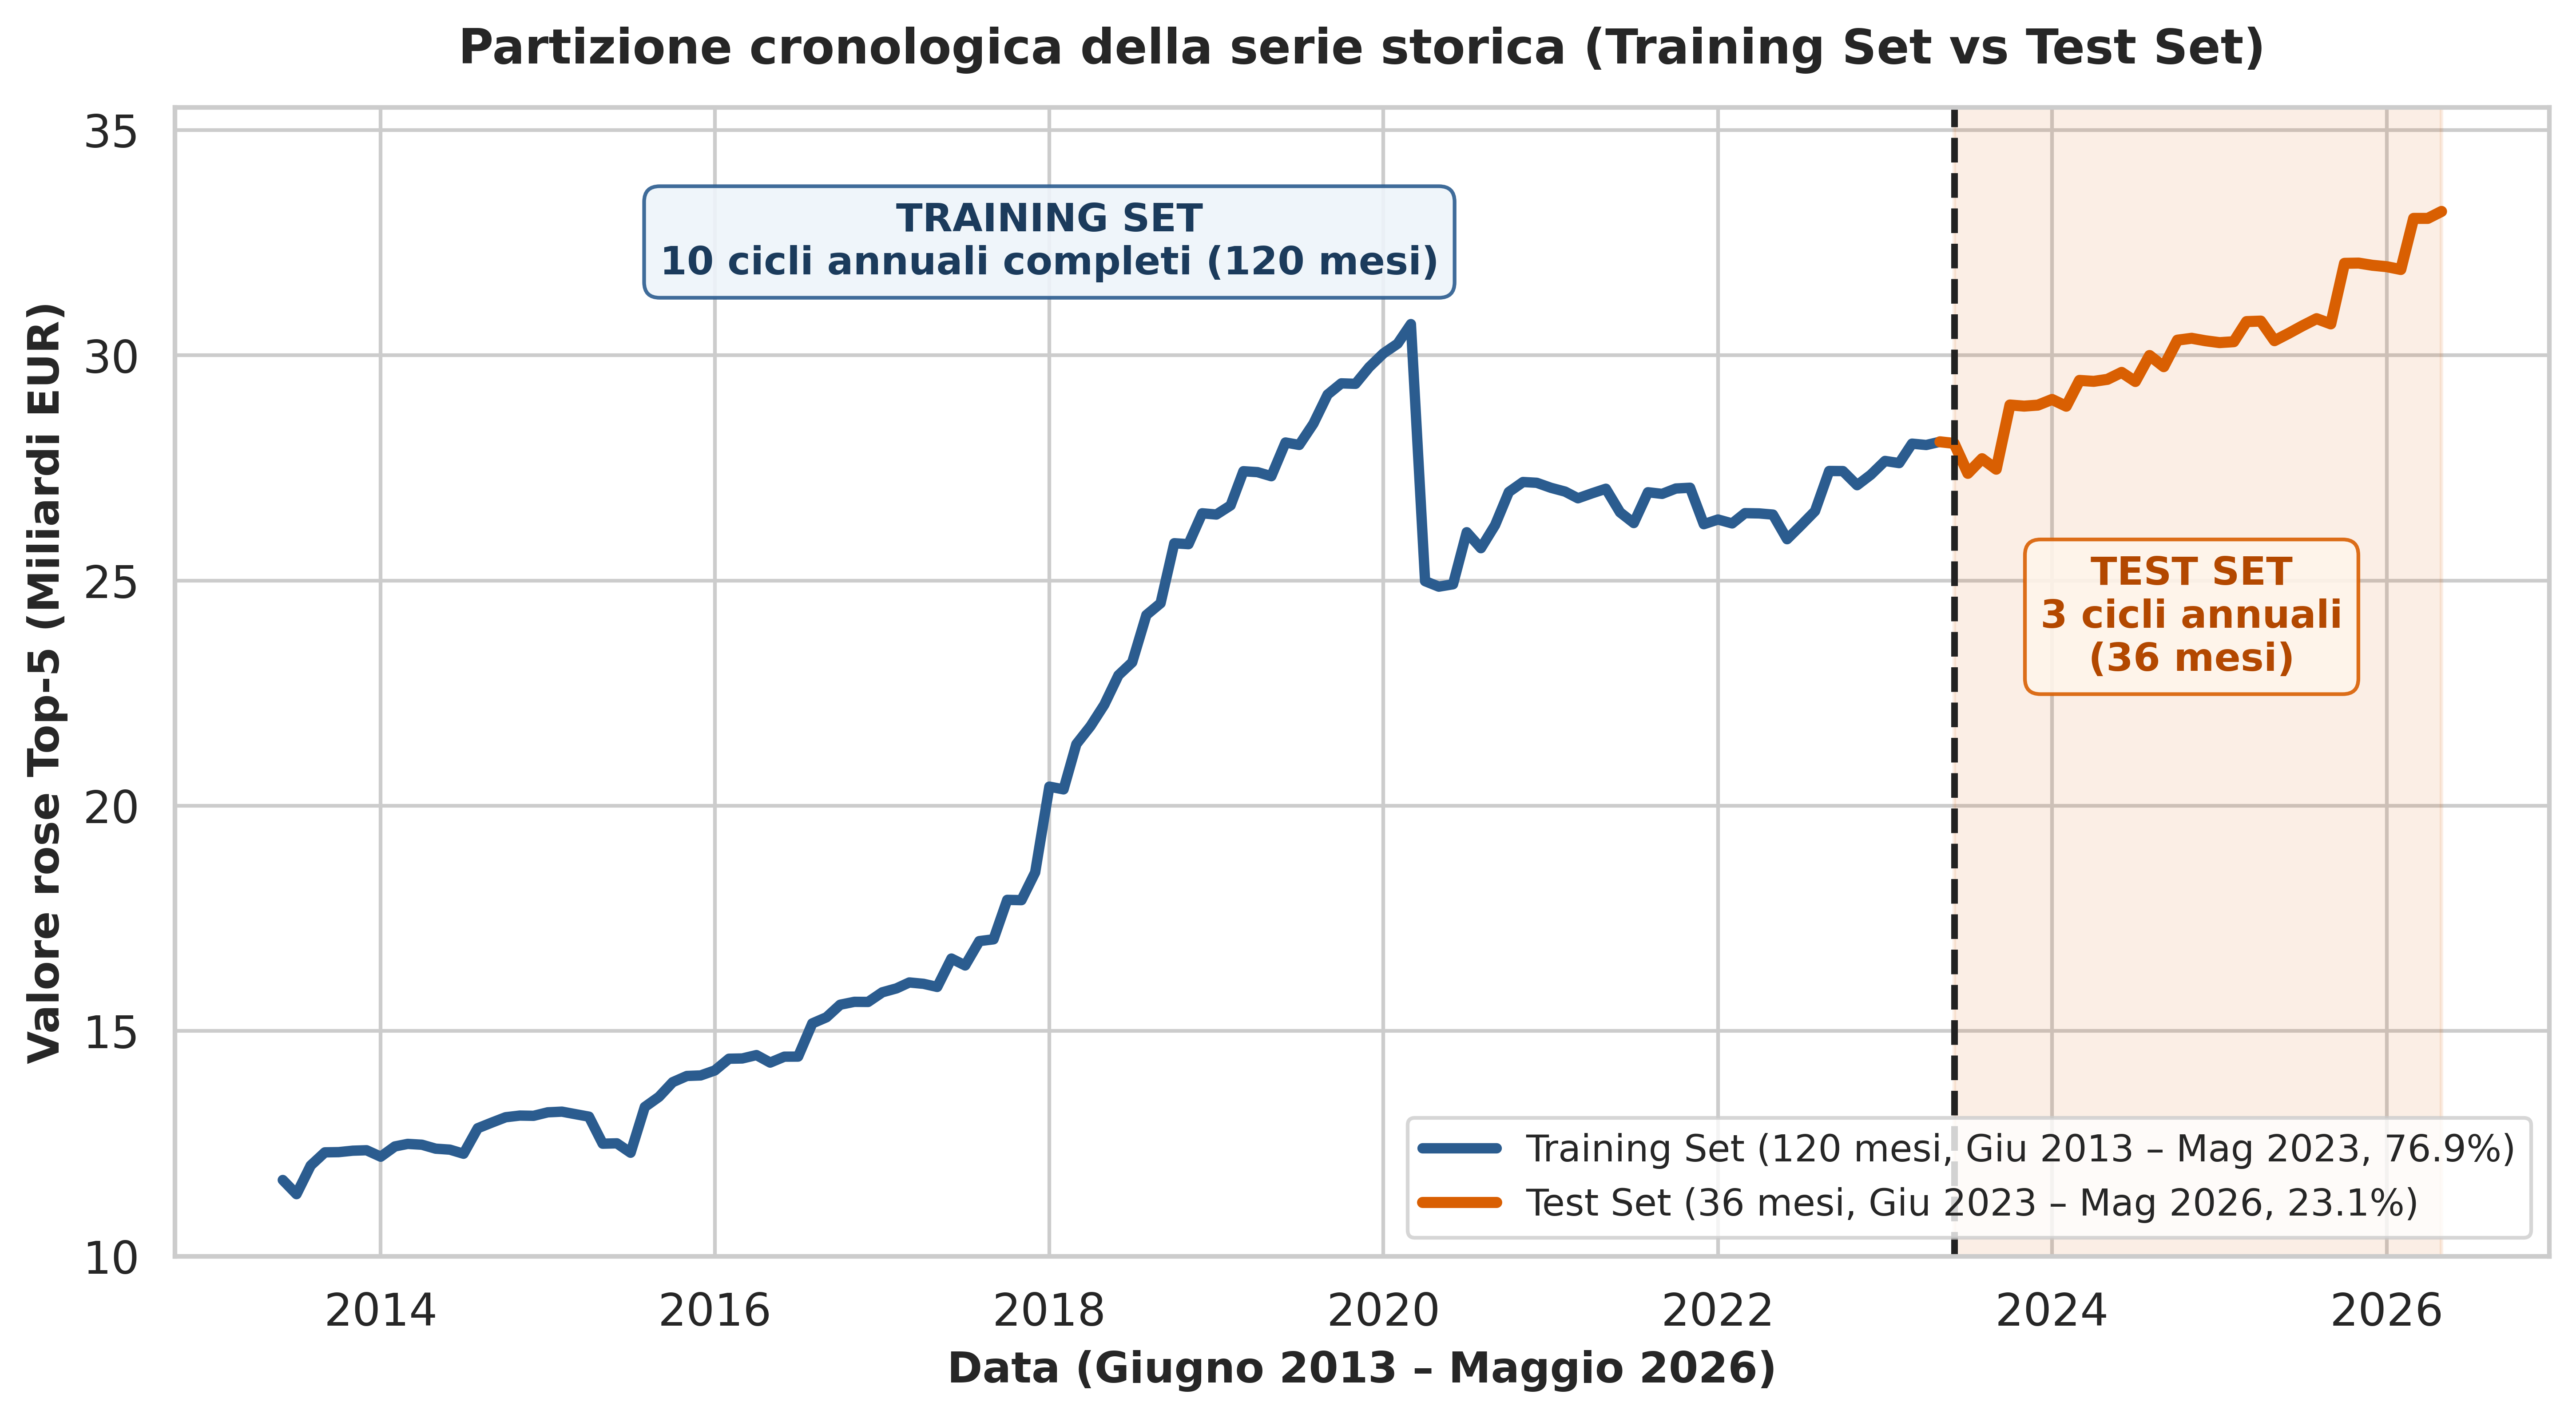 Partizione cronologica della serie storica (Training Set vs Test Set)
35
30
25
20
15
10
Valore rose Top-5 (Miliardi EUR)
TRAINING SET
10 cicli annuali completi (120 mesi)
TEST SET
3 cicli annuali
(36 mesi)
Training Set (120 mesi, Giu 2013 – Mag 2023, 76.9%)
Test Set (36 mesi, Giu 2023 – Mag 2026, 23.1%)
2014 2016 2018 2020 2022 2024 2026
Data (Giugno 2013 – Maggio 2026)